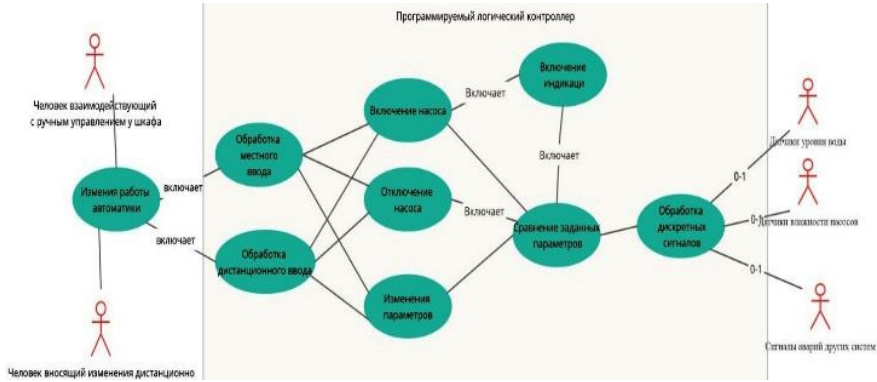 Программируемый логический контроллер
Человек взаимодействующий
с ручным управлением у шкафа
Измения работы
автоматики
Человек вносящий изменения дистанционно
включает
включает
Обработка
местного
ввода
Обработка
дистанционного ввода
Включение насоса
Отключение
насоса
Изменения
параметров
Включает
Включение
индикаци
Включает
Включает
Сравнение заданных
параметров
Обработка
дискретных
сигналов
0-1
0-1
0-1
Датчики уровня воды
Датчики влажности насосов
Сигналы аварий других систем